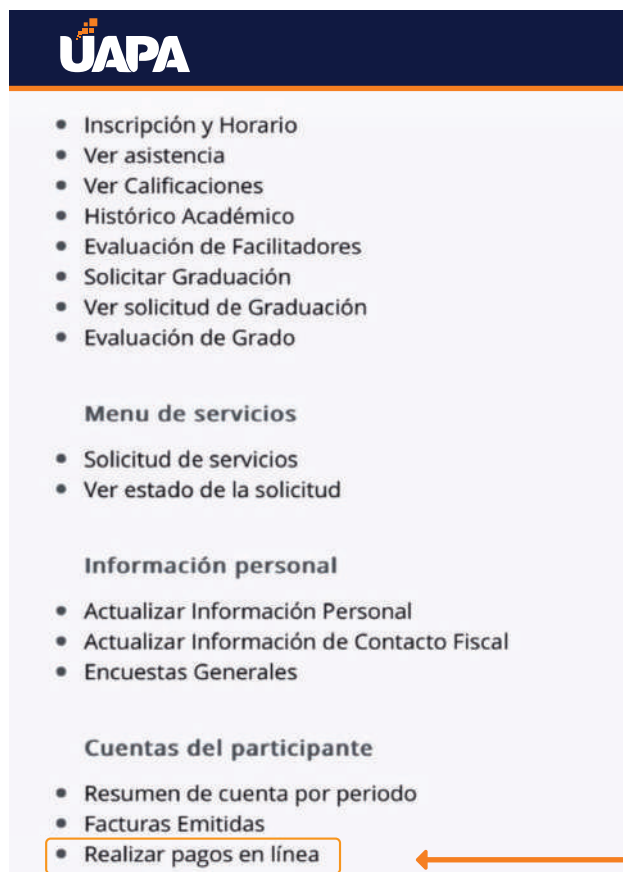 UAPA
Inscripción y Horario
Ver asistencia
Ver Calificaciones
Histórico Académico
Evaluación de Facilitadores
Solicitar Graduación
Ver solicitud de Graduación
Evaluación de Grado
Menu de servicios
Solicitud de servicios
Ver estado de la solicitud
Información personal
Actualizar Información Personal
Actualizar Información de Contacto Fiscal
Encuestas Generales
Cuentas del participante
Resumen de cuenta por periodo
Facturas Emitidas
Realizar pagos en línea